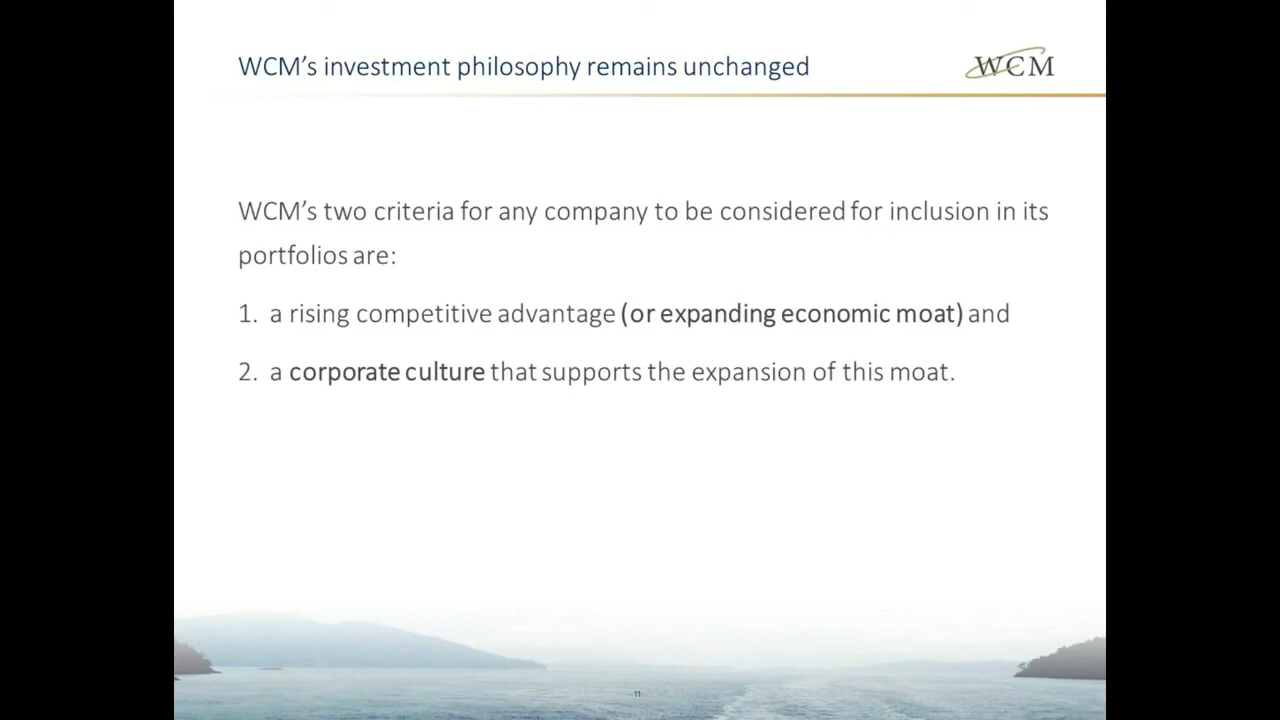 WCM's investment philosophy remains unchanged
WCM
WCM's two criteria for any company to be considered for inclusion in its
portfolios are:
1. a rising competitive advantage (or expanding economic moat) and
2. a corporate culture that supports the expansion of this moat.
11